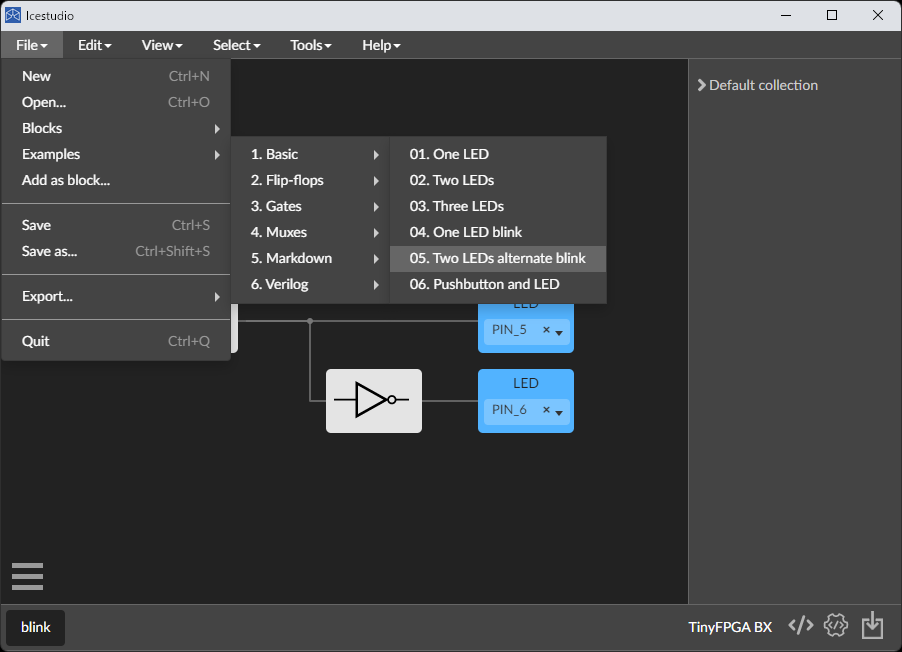 Icestudio
File Edit View Select Tools Help
New Ctrl+N
Open... Ctrl+O
Blocks
Examples
Add as block...
Save Ctrl+S
Save as... Ctrl+Shift+S
Export...
Quit Ctrl+Q
1. Basic
2. Flip-flops
3. Gates
4. Muxes
5. Markdown
6. Verilog
01. One LED
02. Two LEDs
03. Three LEDs
04. One LED blink
05. Two LEDs alternate blink
06. Pushbutton and LED
Default collection
LED
PIN_5
LED
PIN_6
blink
TinyFPGA BX